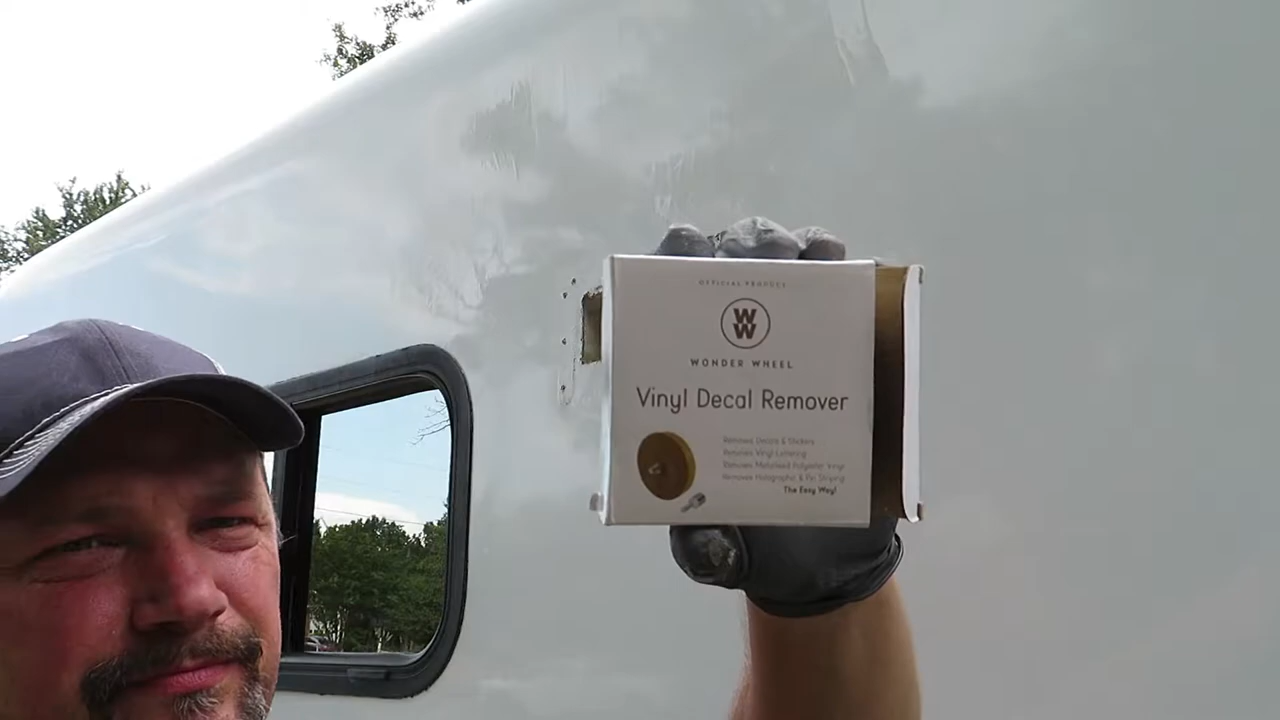 OFFICIAL PRODUCT
WW
WONDER WHEEL
Vinyl Decal Remover
Removes Decals & Stickers
Removes Vinyl Lettering
Removes Metalised Polyester Vinyl
Removes Holographic & Pin Striping
The Easy Way!